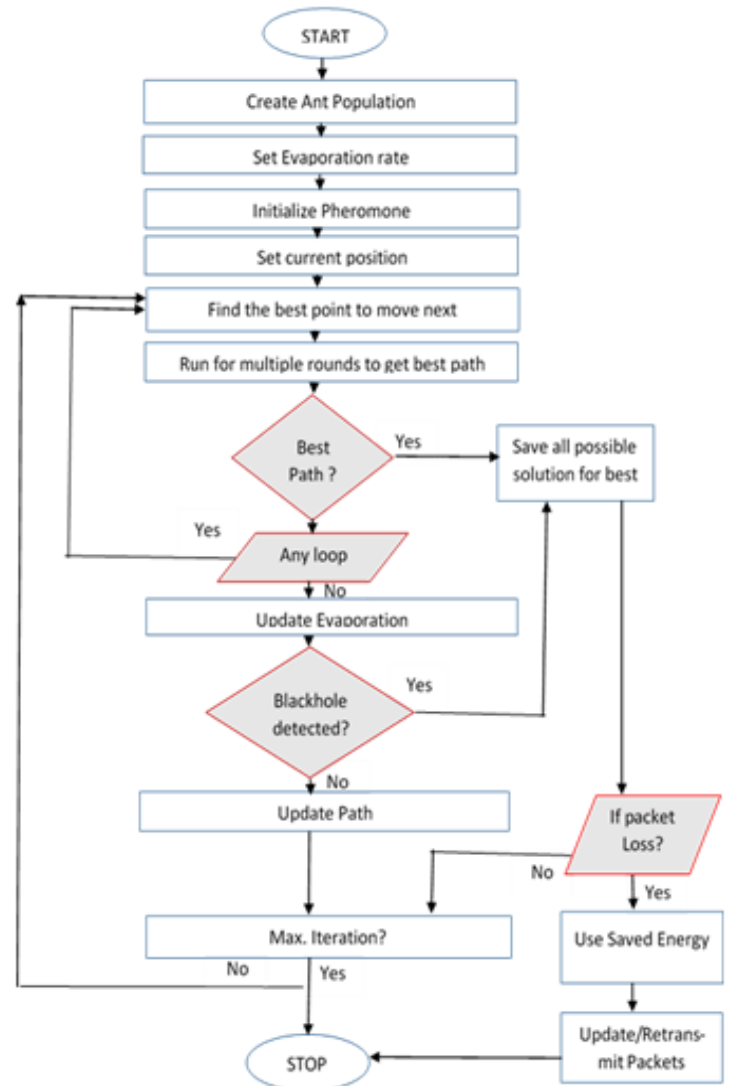 START
Create Ant Population
Set Evaporation rate
Initialize Pheromone
Set current position
Find the best point to move next
Run for multiple rounds to get best path
Best
Path ?
Yes
Save all possible
solution for best
Yes
Any loop
No
Update Evaporation
Blackhole
detected?
Yes
No
Update Path
If packet
Loss?
No
Yes
Max. Iteration?
Use Saved Energy
No
Yes
STOP
Update/Retrans-
mit Packets